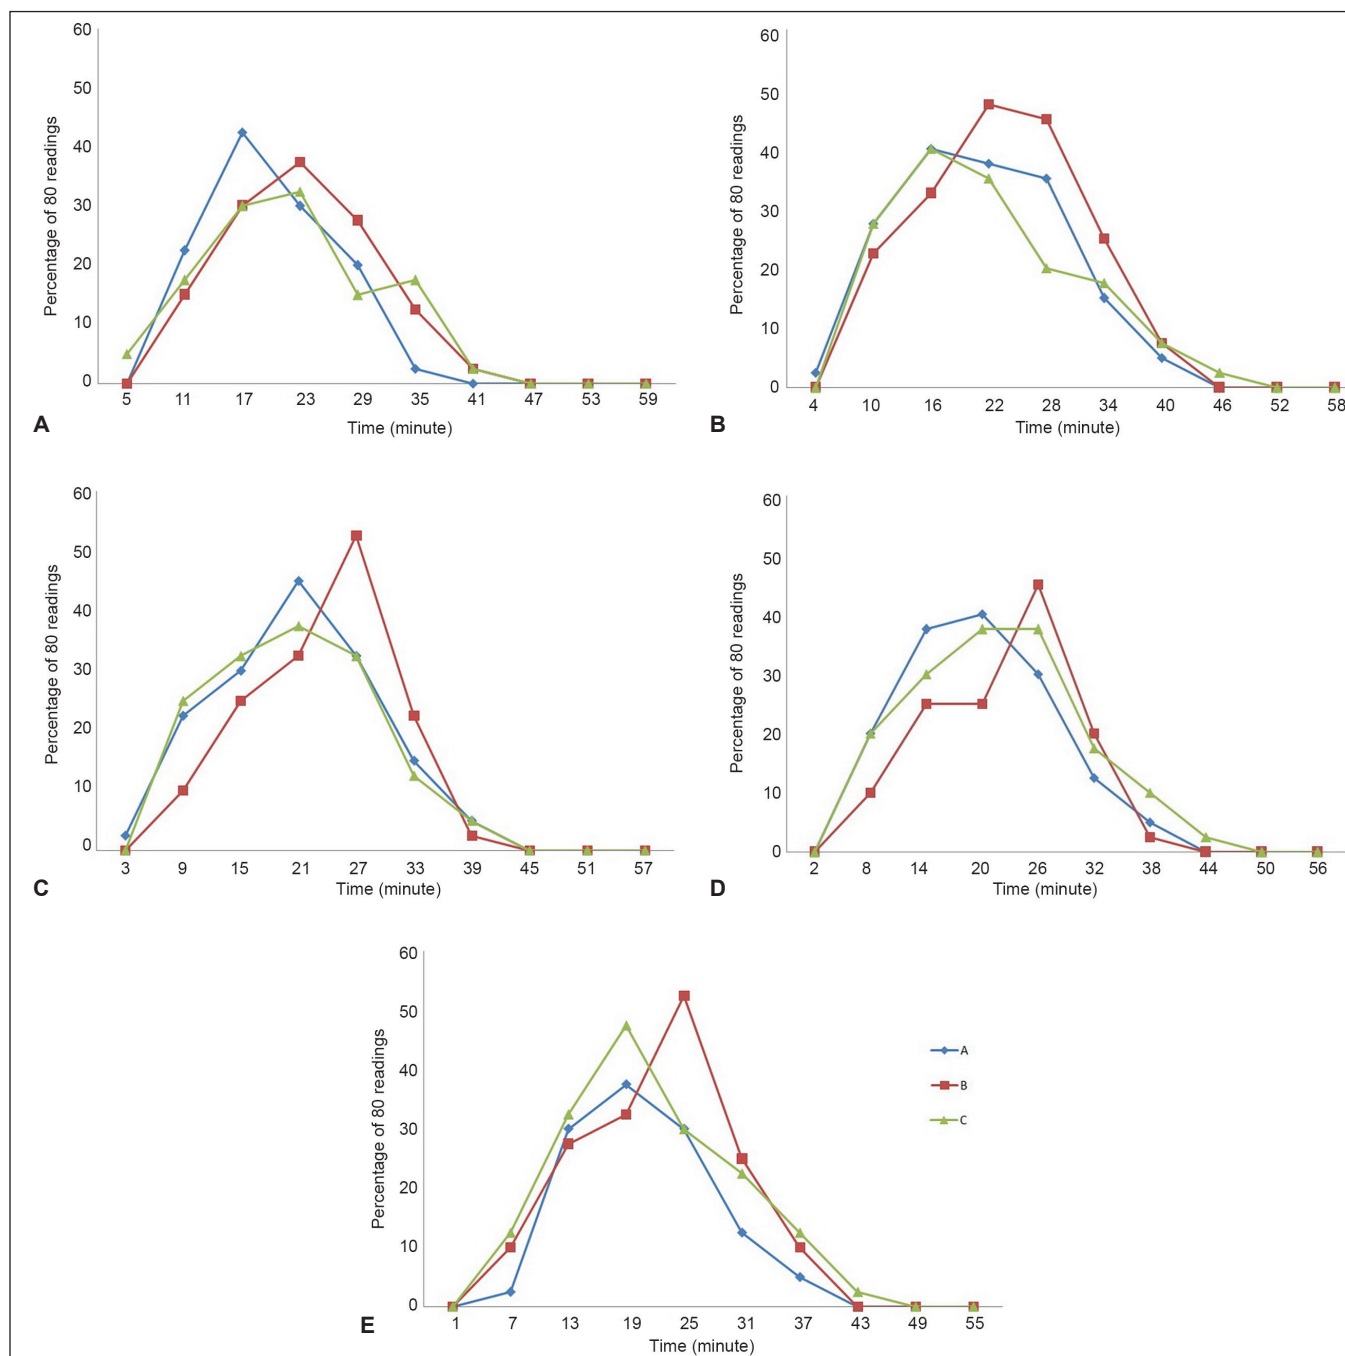 60
50
40
30
20
10
0
Percentage of 80 readings
5 11 17 23 29 35 41 47 53 59
Time (minute)
A
60
50
40
30
20
10
0
Percentage of 80 readings
4 10 16 22 28 34 40 46 52 58
Time (minute)
B
60
50
40
30
20
10
0
Percentage of 80 readings
3 9 15 21 27 33 39 45 51 57
Time (minute)
C
60
50
40
30
20
10
0
Percentage of 80 readings
2 8 14 20 26 32 38 44 50 56
Time (minute)
D
60
50
40
30
20
10
0
Percentage of 80 readings
1 7 13 19 25 31 37 43 49 55
Time (minute)
E
A
B
C